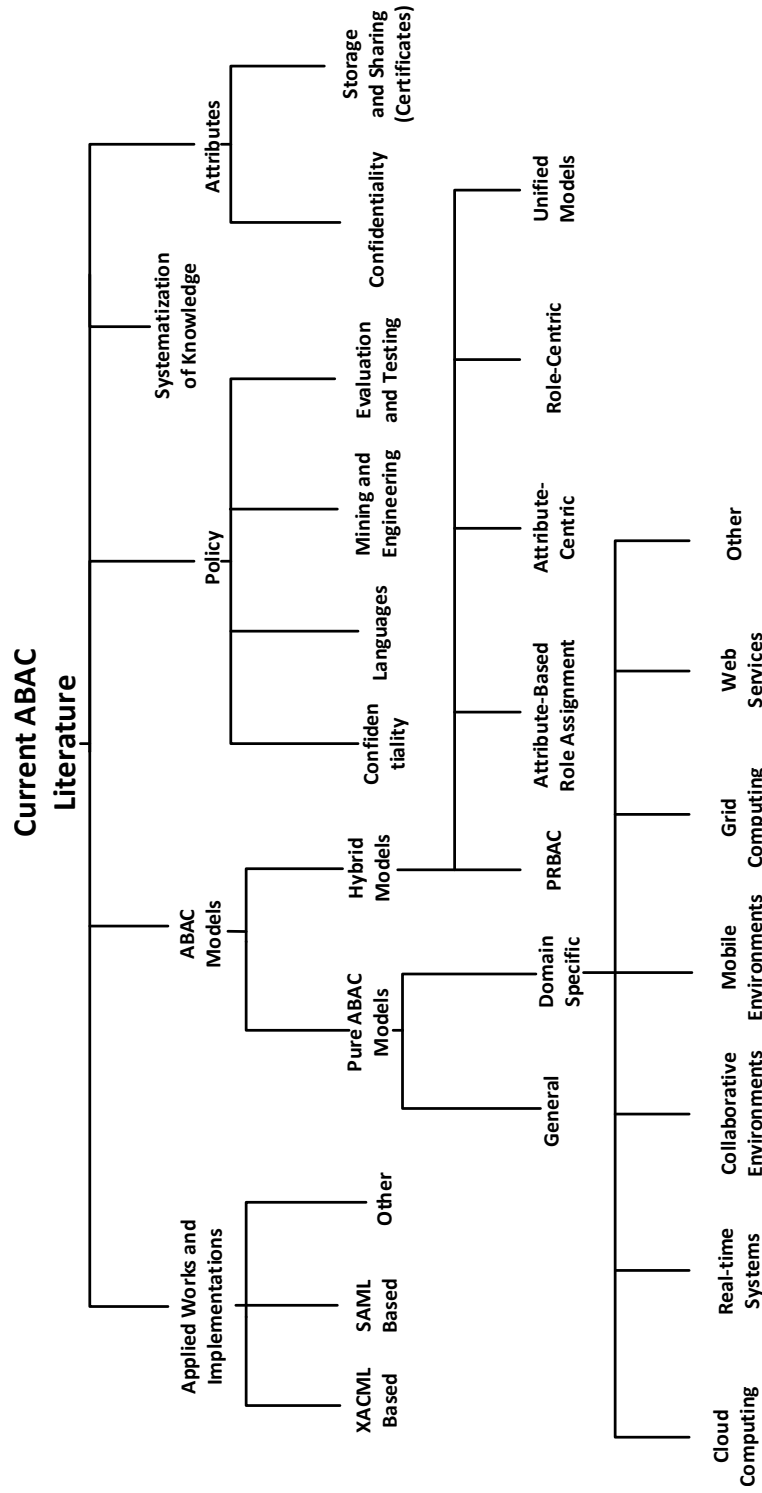 Current ABAC
Literature
Applied Works and
Implementations
ABAC
Models
Policy
Systematization
of Knowledge
Attributes
XACML
Based
SAML
Based
Other
Pure ABAC
Models
Hybrid
Models
Confiden
tiality
Languages
Mining and
Engineering
Evaluation
and Testing
Confidentiality
Storage
and Sharing
(Certificates)
General
Domain
Specific
PRBAC
Attribute-Based
Role Assignment
Attribute-
Centric
Role-Centric
Unified
Models
Cloud
Computing
Real-time
Systems
Collaborative
Environments
Mobile
Environments
Grid
Computing
Web
Services
Other